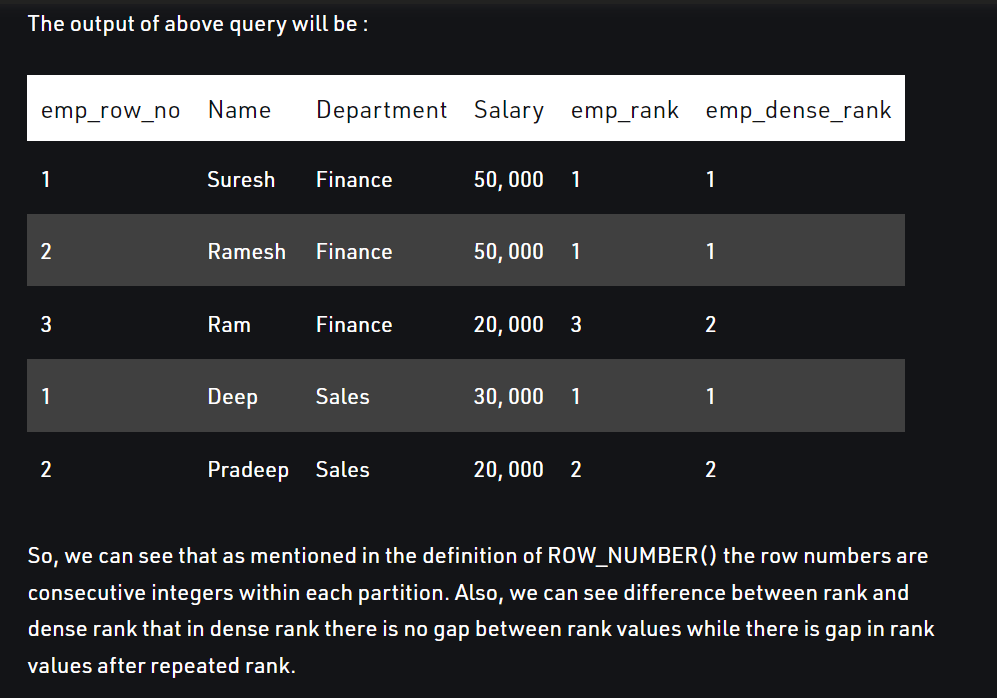 The output of above query will be :
emp_row_no Name Department Salary emp_rank emp_dense_rank
1 Suresh Finance 50, 000 1 1
2 Ramesh Finance 50, 000 1 1
3 Ram Finance 20, 000 3 2
1 Deep Sales 30, 000 1 1
2 Pradeep Sales 20, 000 2 2
So, we can see that as mentioned in the definition of ROW_NUMBER() the row numbers are
consecutive integers within each partition. Also, we can see difference between rank and
dense rank that in dense rank there is no gap between rank values while there is gap in rank
values after repeated rank.